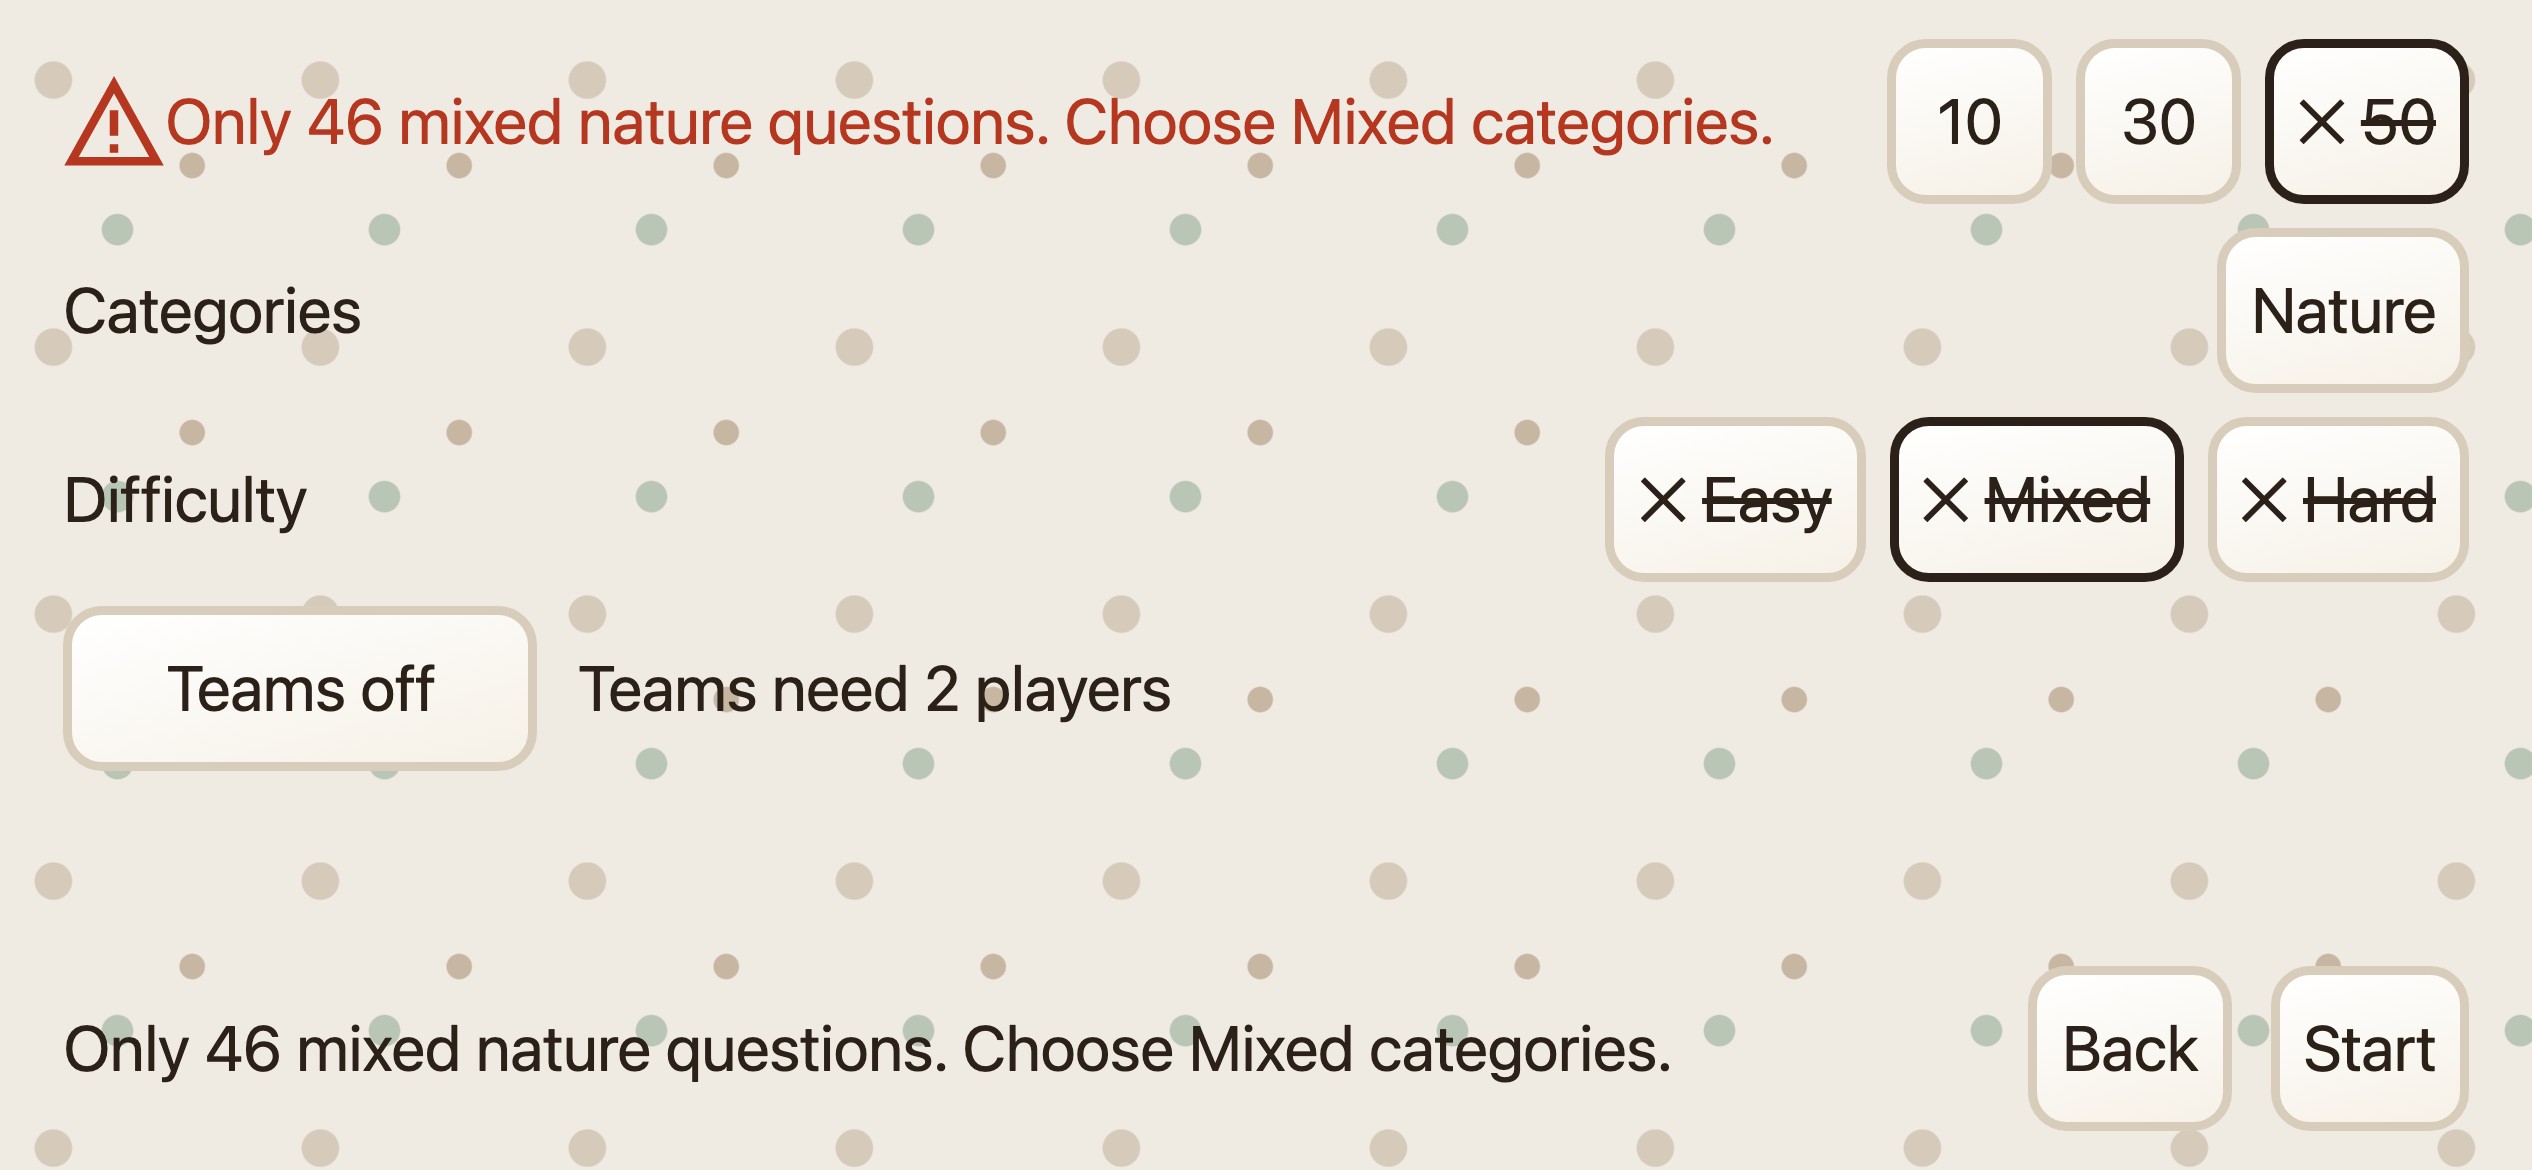 Only 46 mixed nature questions. Choose Mixed categories. 10 30 × 50
Categories Nature
Difficulty × Easy × Mixed × Hard
Teams off Teams need 2 players
Only 46 mixed nature questions. Choose Mixed categories. Back Start